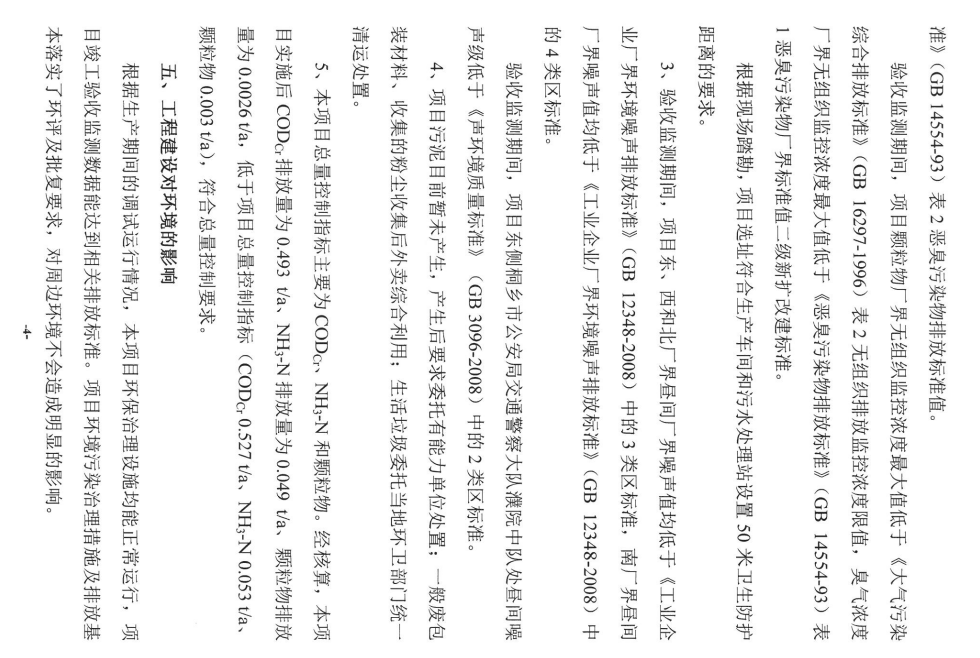 准》（GB 14554-93）表 2 恶臭污染物排放标准值。
验收监测期间，项目颗粒物厂界无组织监控浓度最大值低于《大气污染
综合排放标准》（GB 16297-1996）表 2 无组织排放监控浓度限值，臭气浓度
厂界无组织监控浓度最大值低于《恶臭污染物排放标准》（GB 14554-93）表
1 恶臭污染物厂界标准值二级新扩改建标准。
根据现场踏勘，项目选址符合生产车间和污水处理站设置 50 米卫生防护
距离的要求。
3、验收监测期间，项目东、西和北厂界昼间厂界噪声值均低于《工业企
业厂界环境噪声排放标准》（GB 12348-2008）中的 3 类区标准，南厂界昼间
厂界噪声值均低于《工业企业厂界环境噪声排放标准》（GB 12348-2008）中
的 4 类区标准。
验收监测期间，项目东侧桐乡市公安局交通警察大队濮院中队处昼间噪
声级低于《声环境质量标准》（GB 3096-2008）中的 2 类区标准。
4、项目污泥目前暂未产生，产生后要求委托有能力单位处置；一般废包
装材料、收集的粉尘收集后外卖综合利用；生活垃圾委托当地环卫部门统一
清运处置。
5、本项目总量控制指标主要为 CODCr、NH3-N 和颗粒物。经核算，本项
目实施后 CODCr 排放量为 0.493 t/a、NH3-N 排放量为 0.049 t/a、颗粒物排放
量为 0.0026 t/a，低于项目总量控制指标（CODCr 0.527 t/a、NH3-N 0.053 t/a、
颗粒物 0.003 t/a），符合总量控制要求。
五、工程建设对环境的影响
根据生产期间的调试运行情况，本项目环保治理设施均能正常运行，项
目竣工验收监测数据能达到相关排放标准。项目环境污染治理措施及排放基
本落实了环评及批复要求，对周边环境不会造成明显的影响。
-4-